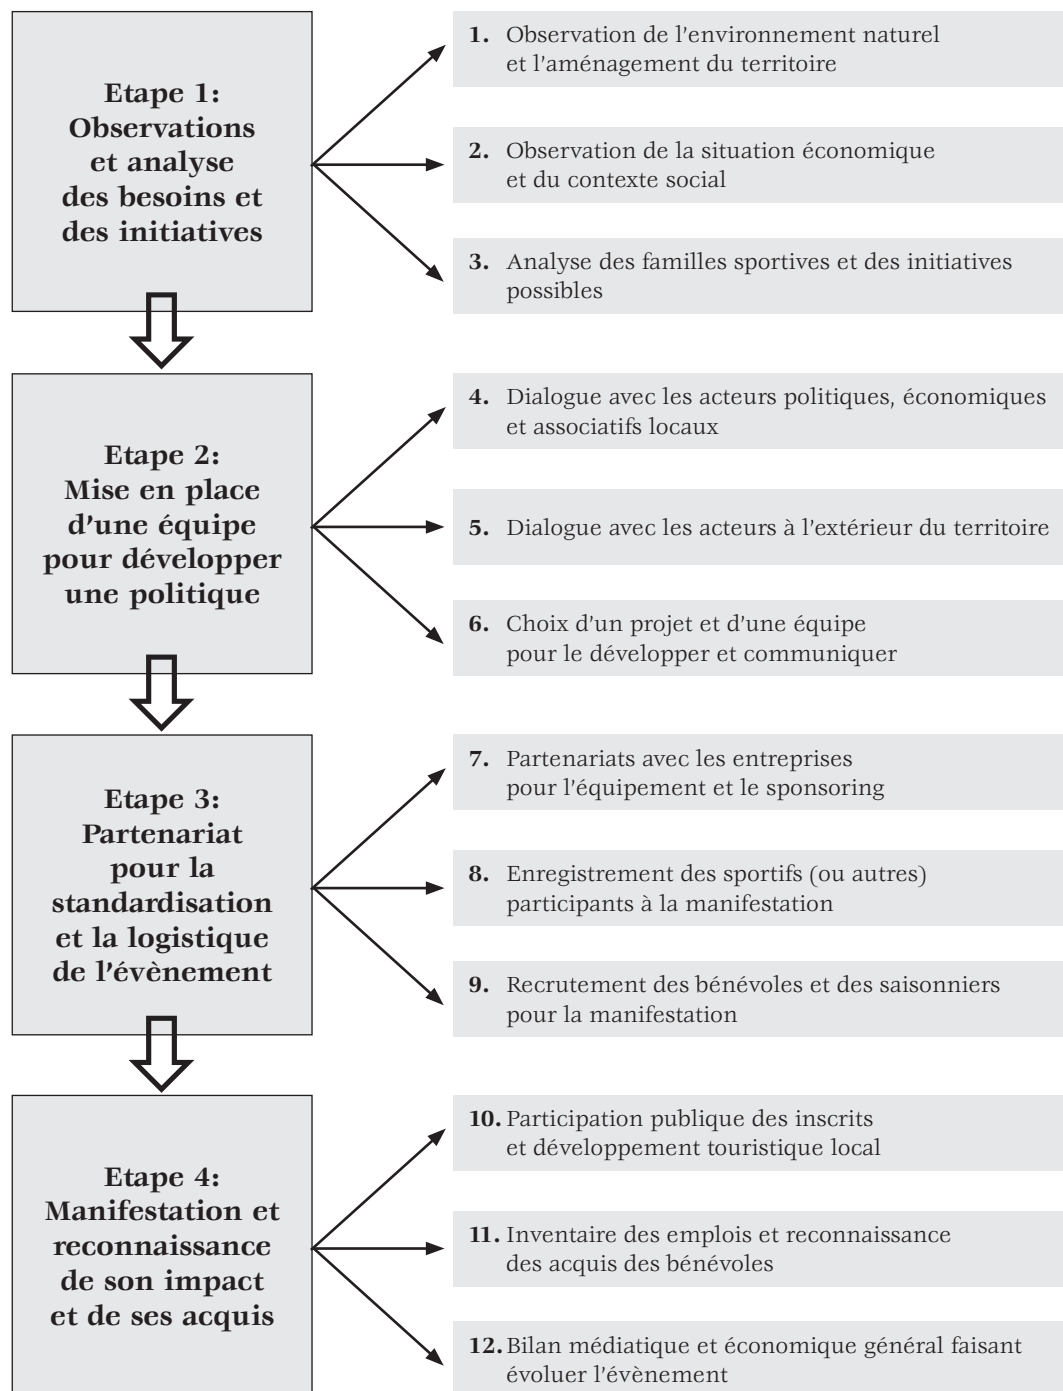 Etape 1:
Observations
et analyse
des besoins et
des initiatives
1. Observation de l'environnement naturel
et l'aménagement du territoire
2. Observation de la situation économique
et du contexte social
3. Analyse des familles sportives et des initiatives
possibles
Etape 2:
Mise en place
d'une équipe
pour développer
une politique
4. Dialogue avec les acteurs politiques, économiques
et associatifs locaux
5. Dialogue avec les acteurs à l'extérieur du territoire
6. Choix d'un projet et d'une équipe
pour le développer et communiquer
Etape 3:
Partenariat
pour la
standardisation
et la logistique
de l'évènement
7. Partenariats avec les entreprises
pour l'équipement et le sponsoring
8. Enregistrement des sportifs (ou autres)
participants à la manifestation
9. Recrutement des bénévoles et des saisonniers
pour la manifestation
Etape 4:
Manifestation et
reconnaissance
de son impact
et de ses acquis
10. Participation publique des inscrits
et développement touristique local
11. Inventaire des emplois et reconnaissance
des acquis des bénévoles
12. Bilan médiatique et économique général faisant
évoluer l'évènement